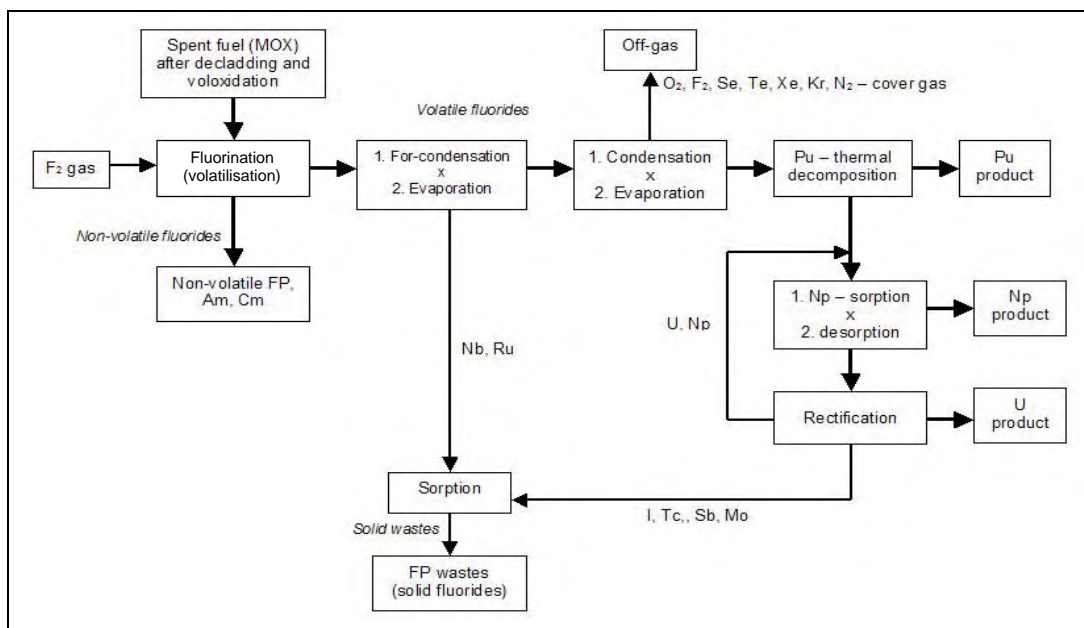 Spent fuel (MOX)
after decladding and
voloxidation
Off-gas
O₂, F₂, Se, Te, Xe, Kr, N₂ – cover gas
Volatile fluorides
F₂ gas
Fluorination
(volatilisation)
1. For-condensation
x
2. Evaporation
1. Condensation
x
2. Evaporation
Pu – thermal
decomposition
Pu
product
Non-volatile fluorides
Non-volatile FP,
Am, Cm
1. Np – sorption
x
2. desorption
Np
product
U, Np
Nb, Ru
Rectification
U
product
Sorption
I, Tc,, Sb, Mo
Solid wastes
FP wastes
(solid fluorides)